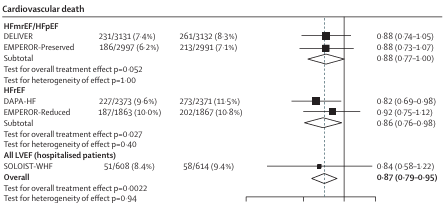 Cardiovascular death
HFmrEF/HFpEF
DELIVER 231/3131 (7·4%) 261/3132 (8·3%) 0·88 (0·74–1·05)
EMPEROR-Preserved 186/2997 (6·2%) 213/2991 (7·1%) 0·88 (0·73–1·07)
Subtotal 0·88 (0·77–1·00)
Test for overall treatment effect p=0·052
Test for heterogeneity of effect p=1·00
HFrEF
DAPA-HF 227/2373 (9·6%) 273/2371 (11·5%) 0·82 (0·69–0·98)
EMPEROR-Reduced 187/1863 (10·0%) 202/1867 (10·8%) 0·92 (0·75–1·12)
Subtotal 0·86 (0·76–0·98)
Test for overall treatment effect p=0·027
Test for heterogeneity of effect p=0·40
All LVEF (hospitalised patients)
SOLOIST-WHF 51/608 (8·4%) 58/614 (9·4%) 0·84 (0·58–1·22)
Overall 0·87 (0·79–0·95)
Test for overall treatment effect p=0·0022
Test for heterogeneity of effect p=0·94